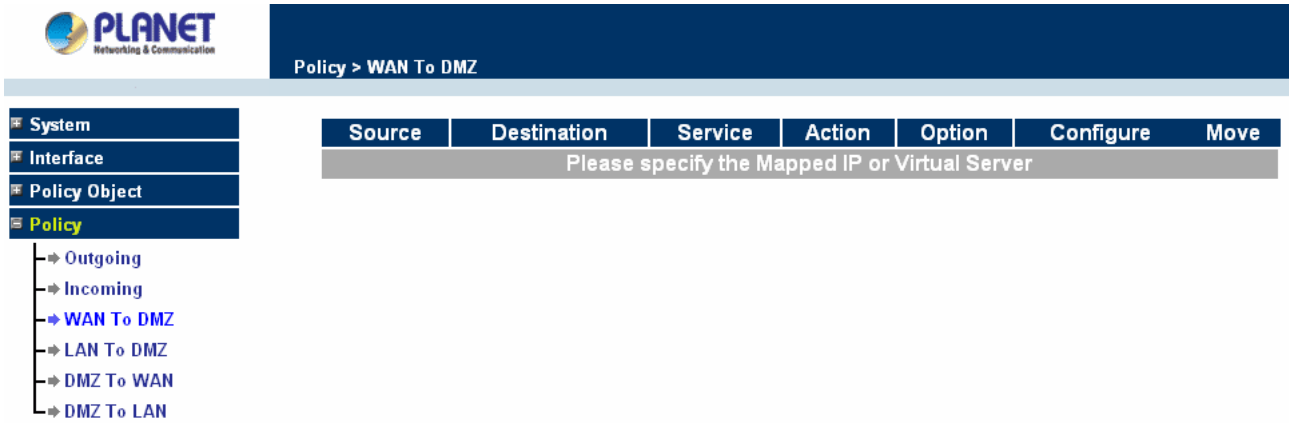 PLANET
Networking & Communication
Policy > WAN To DMZ
System
Interface
Policy Object
Policy
Outgoing
Incoming
WAN To DMZ
LAN To DMZ
DMZ To WAN
DMZ To LAN
Source Destination Service Action Option Configure Move
Please specify the Mapped IP or Virtual Server